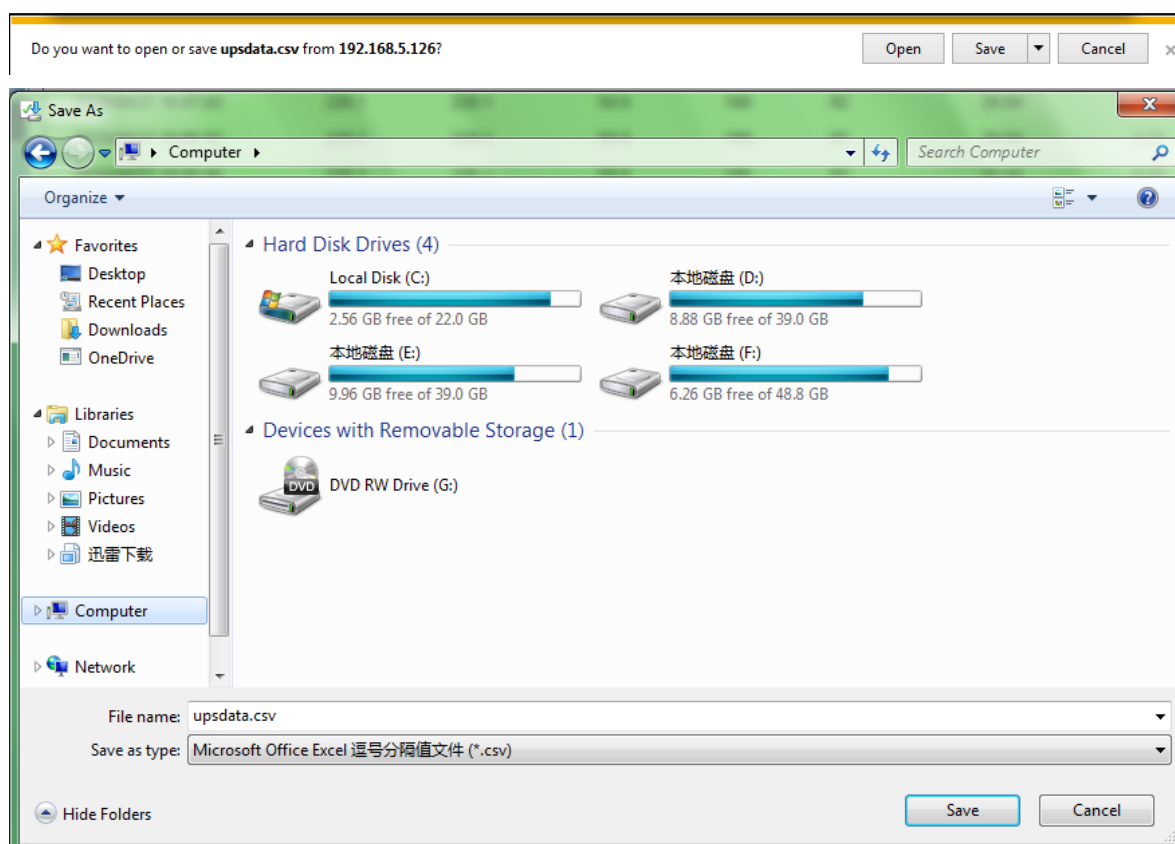 Do you want to open or save upsdata.csv from 192.168.5.126?
Open
Save
Cancel
Save As
Computer
Search Computer
Organize
Favorites
Desktop
Recent Places
Downloads
OneDrive
Libraries
Documents
Music
Pictures
Videos
迅雷下载
Computer
Network
Hard Disk Drives (4)
Local Disk (C:)
2.56 GB free of 22.0 GB
本地磁盘 (D:)
8.88 GB free of 39.0 GB
本地磁盘 (E:)
9.96 GB free of 39.0 GB
本地磁盘 (F:)
6.26 GB free of 48.8 GB
Devices with Removable Storage (1)
DVD
DVD RW Drive (G:)
File name: upsdata.csv
Save as type: Microsoft Office Excel 逗号分隔值文件 (*.csv)
Hide Folders
Save
Cancel